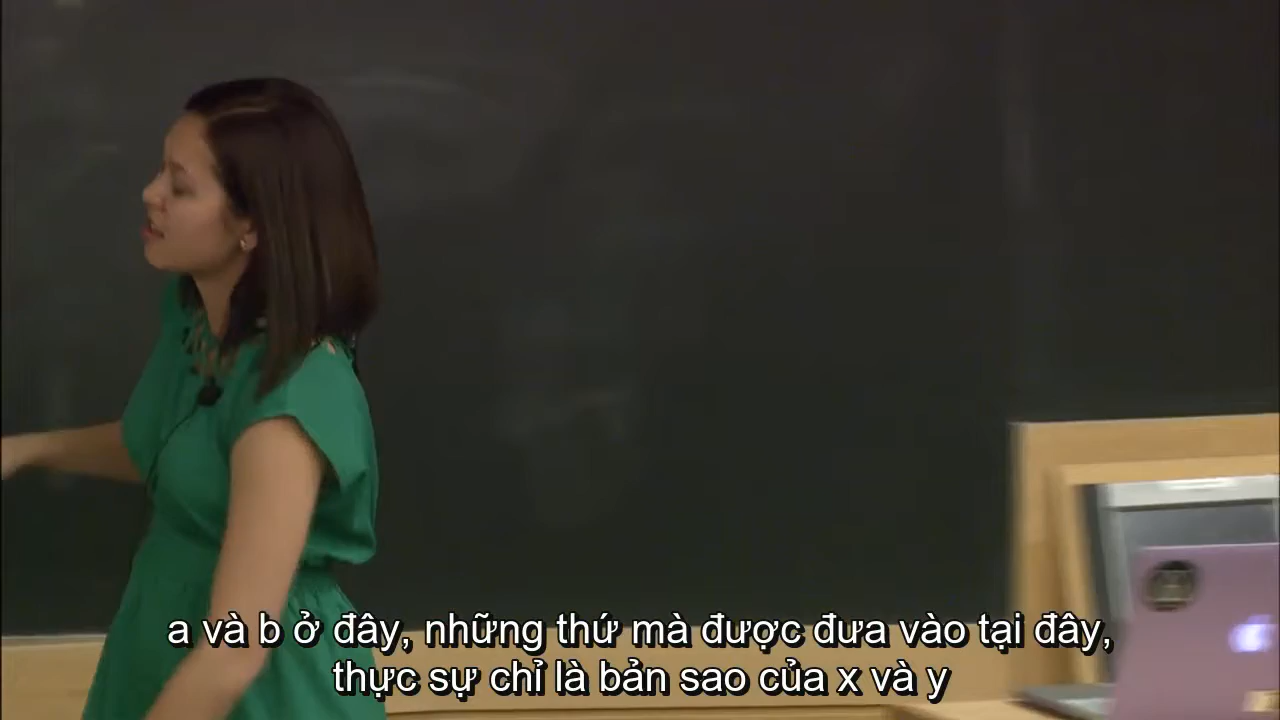 a và b ở đây, những thứ mà được đưa vào tại đây,
thực sự chỉ là bản sao của x và y